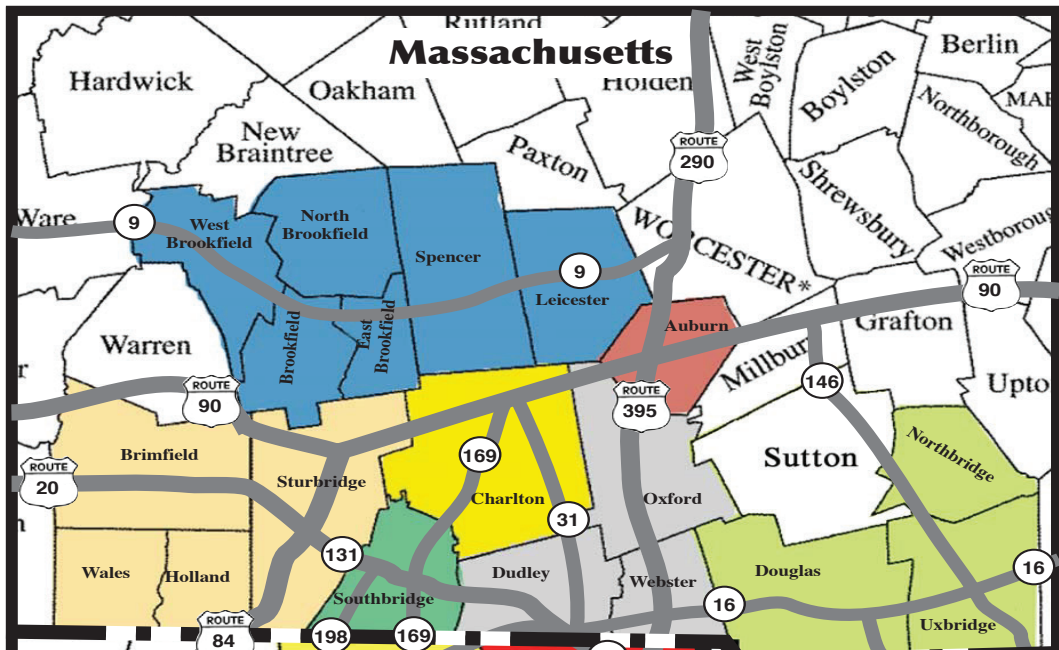 Rutland
Massachusetts
Berlin
Hardwick
Oakham
Holden
West
Boylston
Boylston
Northborough
New
Braintree
Paxton
ROUTE
290
Shrewsbury
Ware
9
West
Brookfield
North
Brookfield
Spencer
WORCESTER*
Westboroug
9
Leicester
ROUTE
90
Brookfield
East
Brookfield
Auburn
Grafton
Warren
Millbur
Upto
146
ROUTE
90
ROUTE
395
Brimfield
169
Sutton
Northbridge
ROUTE
20
Sturbridge
Charlton
Oxford
31
131
Wales
Holland
Dudley
Webster
Douglas
16
Southbridge
16
Uxbridge
ROUTE
84
198
169